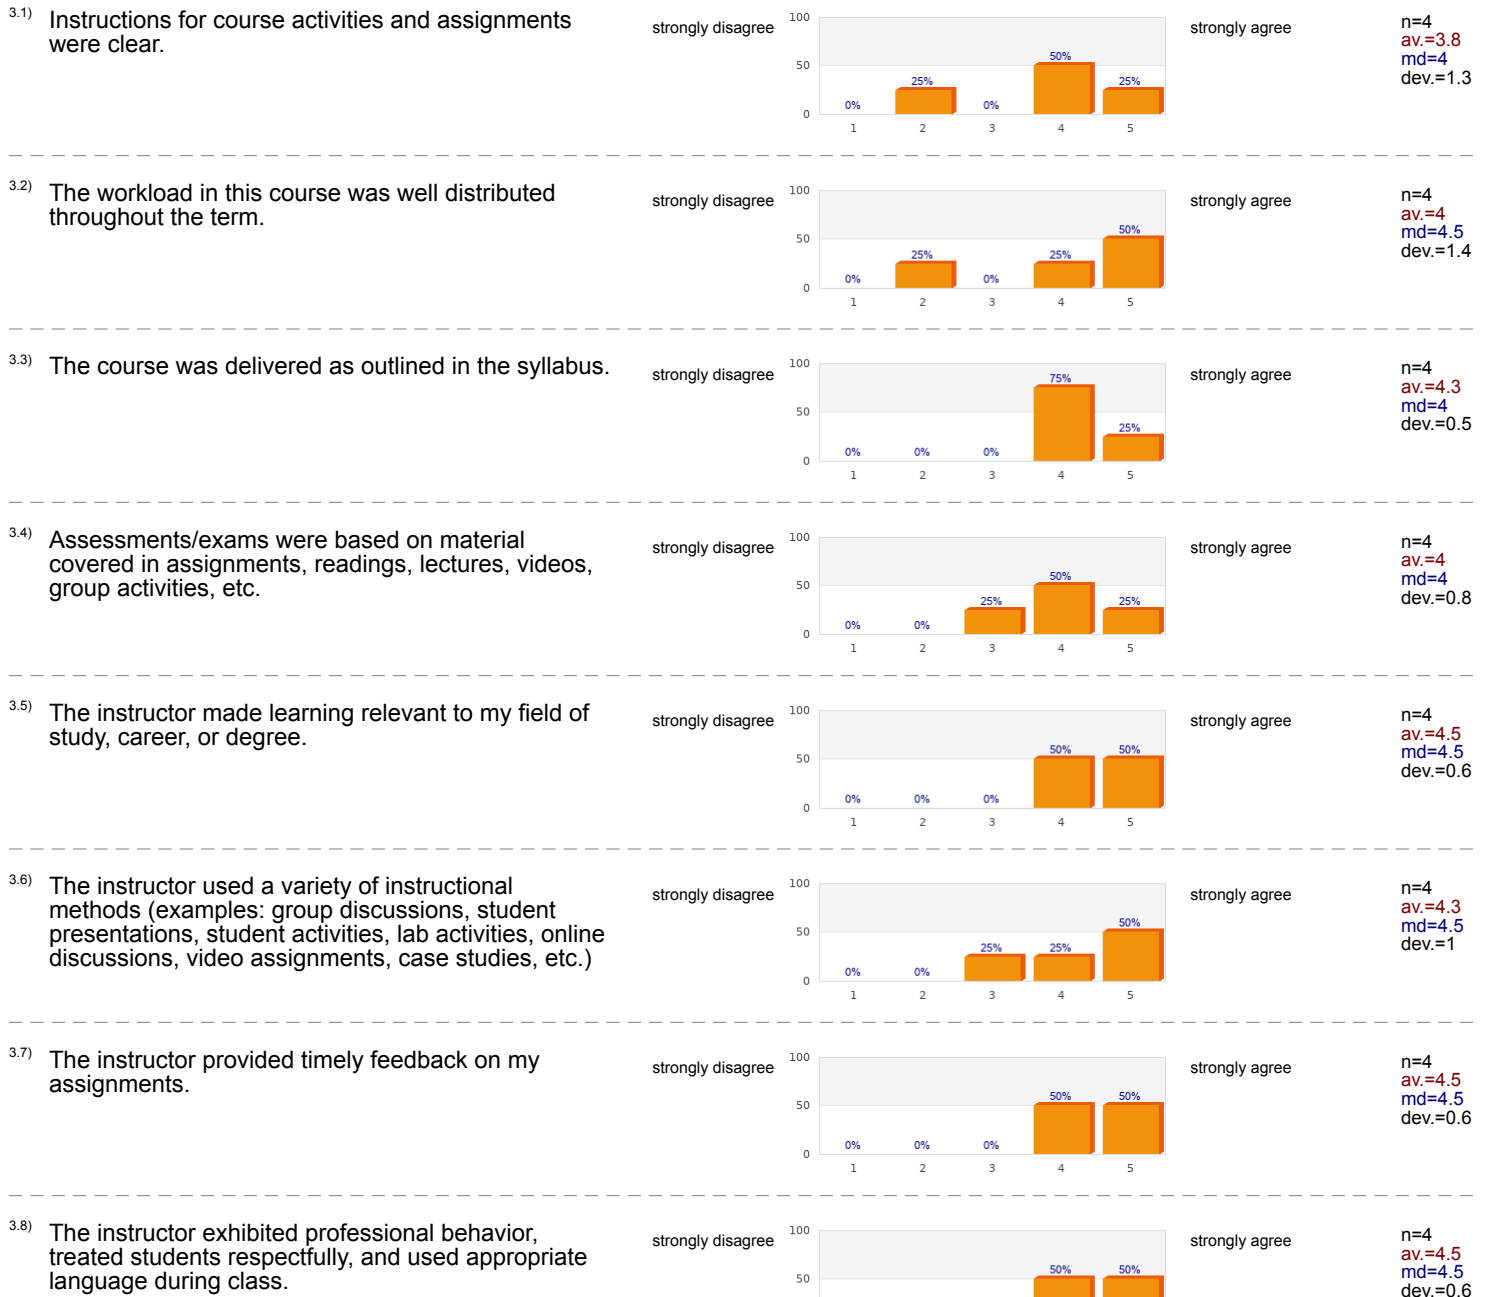 3.1) Instructions for course activities and assignments
were clear.
strongly disagree
100
50
0
0%
25%
0%
50%
25%
1 2 3 4 5
strongly agree
n=4
av.=3.8
md=4
dev.=1.3
3.2) The workload in this course was well distributed
throughout the term.
strongly disagree
100
50
0
0%
25%
0%
25%
50%
1 2 3 4 5
strongly agree
n=4
av.=4
md=4.5
dev.=1.4
3.3) The course was delivered as outlined in the syllabus.
strongly disagree
100
50
0
0%
0%
0%
75%
25%
1 2 3 4 5
strongly agree
n=4
av.=4.3
md=4
dev.=0.5
3.4) Assessments/exams were based on material
covered in assignments, readings, lectures, videos,
group activities, etc.
strongly disagree
100
50
0
0%
0%
25%
50%
25%
1 2 3 4 5
strongly agree
n=4
av.=4
md=4
dev.=0.8
3.5) The instructor made learning relevant to my field of
study, career, or degree.
strongly disagree
100
50
0
0%
0%
0%
50%
50%
1 2 3 4 5
strongly agree
n=4
av.=4.5
md=4.5
dev.=0.6
3.6) The instructor used a variety of instructional
methods (examples: group discussions, student
presentations, student activities, lab activities, online
discussions, video assignments, case studies, etc.)
strongly disagree
100
50
0
0%
0%
25%
25%
50%
1 2 3 4 5
strongly agree
n=4
av.=4.3
md=4.5
dev.=1
3.7) The instructor provided timely feedback on my
assignments.
strongly disagree
100
50
0
0%
0%
0%
50%
50%
1 2 3 4 5
strongly agree
n=4
av.=4.5
md=4.5
dev.=0.6
3.8) The instructor exhibited professional behavior,
treated students respectfully, and used appropriate
language during class.
strongly disagree
100
50
50%
50%
strongly agree
n=4
av.=4.5
md=4.5
dev.=0.6